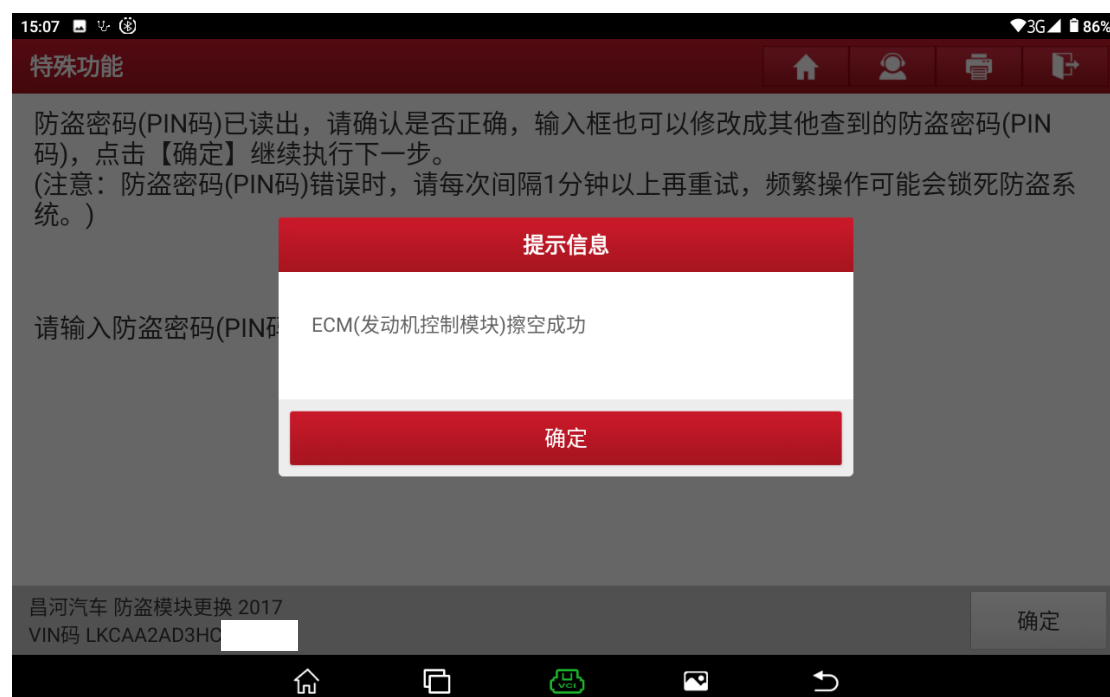 15:07
3G 86%
特殊功能
防盗密码(PIN码)已读出，请确认是否正确，输入框也可以修改成其他查到的防盗密码(PIN
码)，点击【确定】继续执行下一步。
(注意：防盗密码(PIN码)错误时，请每次间隔1分钟以上再重试，频繁操作可能会锁死防盗系
统。)
提示信息
请输入防盗密码(PIN码
ECM(发动机控制模块)擦空成功
确定
昌河汽车 防盗模块更换 2017
VIN码 LKCAA2AD3HC
确定
VCI